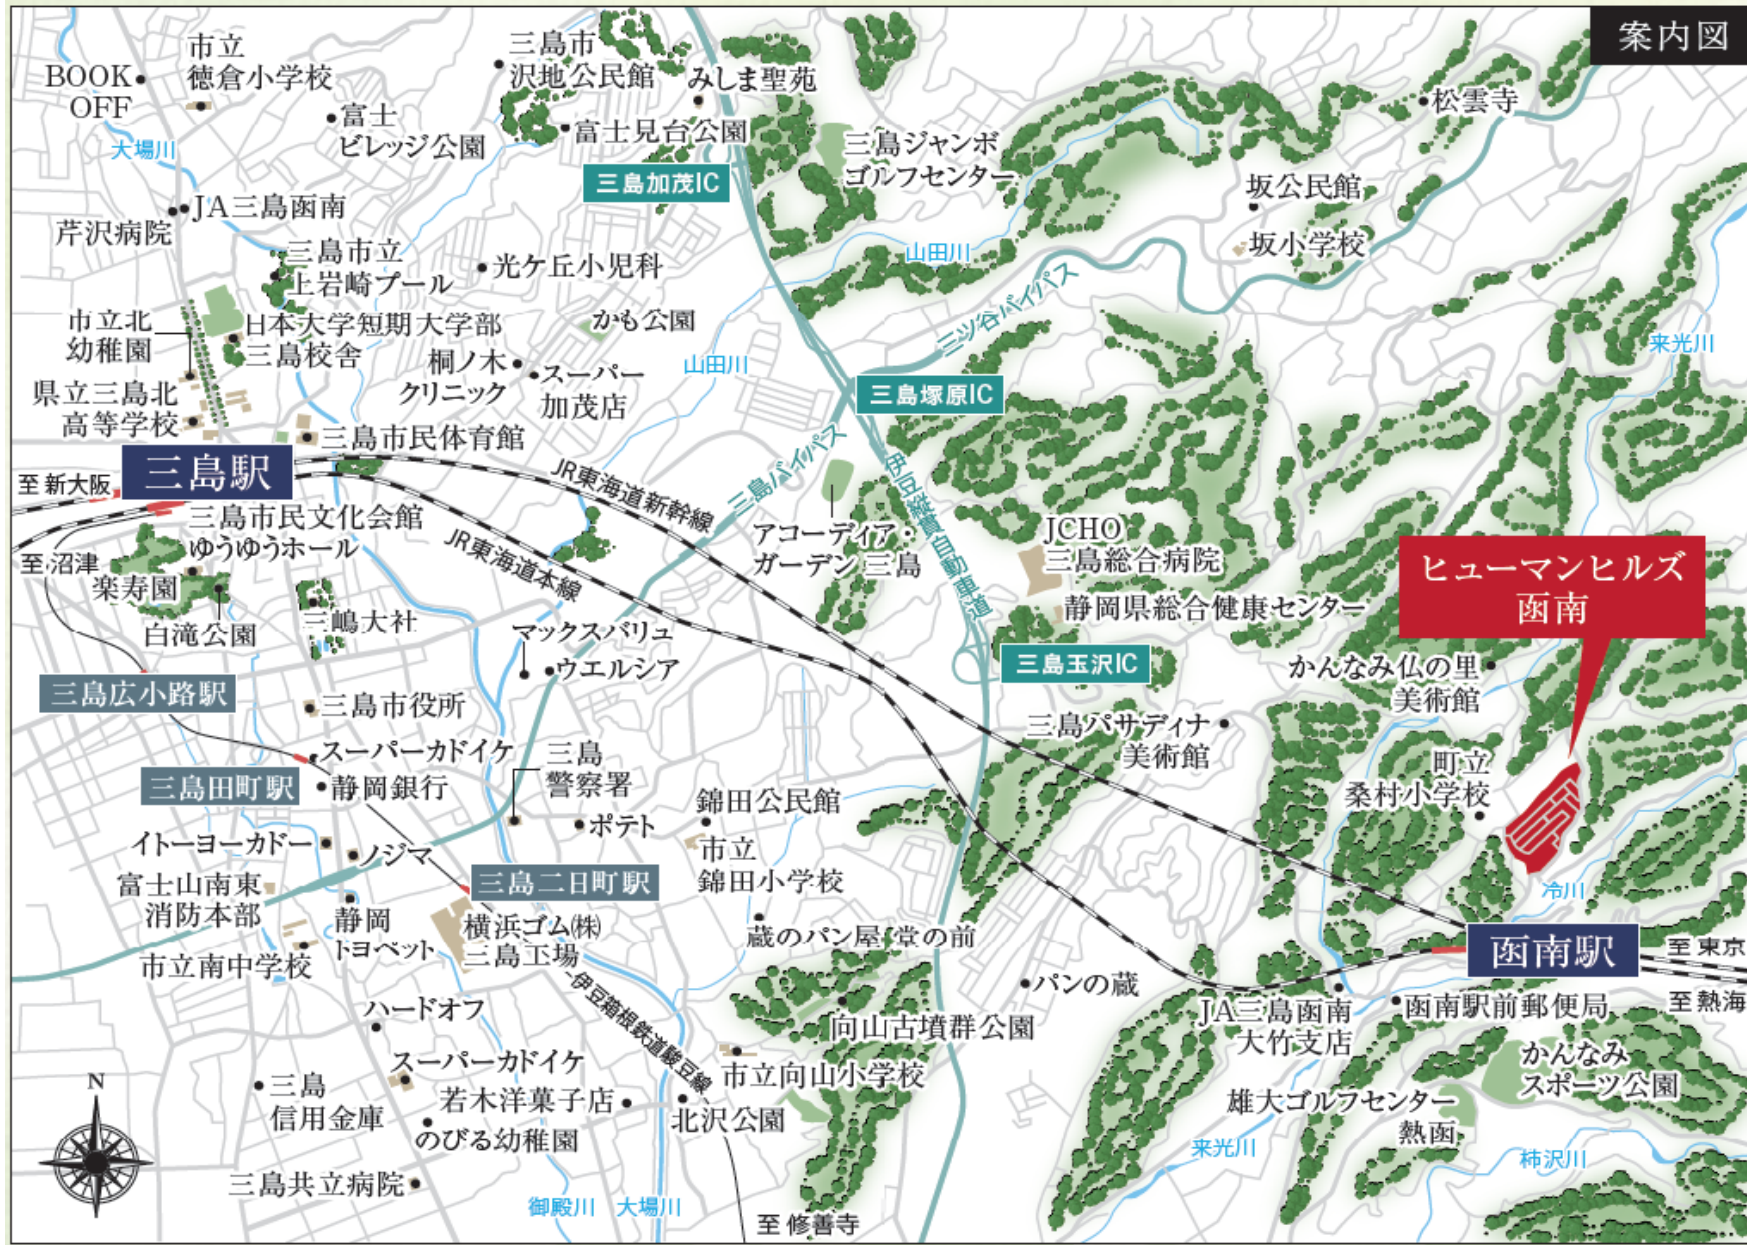 案内図
BOOK
OFF
市立
徳倉小学校
三島市
沢地公民館
みしま聖苑
富士
ビレッジ公園
富士見台公園
三島ジャンボ
ゴルフセンター
松雲寺
大場川
三島加茂IC
坂公民館
JA三島函南
芹沢病院
坂小学校
三島市立
上岩崎プール
光ケ丘小児科
山田川
三ツ谷バイパス
市立北
幼稚園
日本大学短期大学部
三島校舎
かも公園
来光川
桐ノ木
クリニック
スーパー
加茂店
山田川
県立三島北
高等学校
三島塚原IC
三島市民体育館
三島バイパス
三島駅
至 新大阪
JR東海道新幹線
伊豆縦貫自動車道
三島市民文化会館
ゆうゆうホール
JR東海道本線
アコーディア・
ガーデン三島
JCHO
三島総合病院
至 沼津
楽寿園
ヒューマンヒルズ
函南
静岡県総合健康センター
白滝公園
三嶋大社
マックスバリュ
ウエルシア
三島玉沢IC
かんなみ仏の里
美術館
三島広小路駅
三島市役所
三島パサディナ
美術館
スーパーカドイケ
三島
警察署
町立
桑村小学校
三島田町駅
静岡銀行
錦田公民館
ポテト
イトーヨーカドー
ノジマ
市立
錦田小学校
三島二日町駅
冷川
富士山南東
消防本部
静岡
トヨペット
横浜ゴム㈱
三島工場
蔵のパン屋 堂の前
函南駅
至 東京
市立南中学校
伊豆箱根鉄道駿豆線
パンの蔵
至 熱海
ハードオフ
向山古墳群公園
JA三島函南
大竹支店
函南駅前郵便局
スーパーカドイケ
市立向山小学校
かんなみ
スポーツ公園
N
三島
信用金庫
若木洋菓子店
のびる幼稚園
北沢公園
雄大ゴルフセンター
熱函
来光川
柿沢川
三島共立病院
御殿川
大場川
至 修善寺